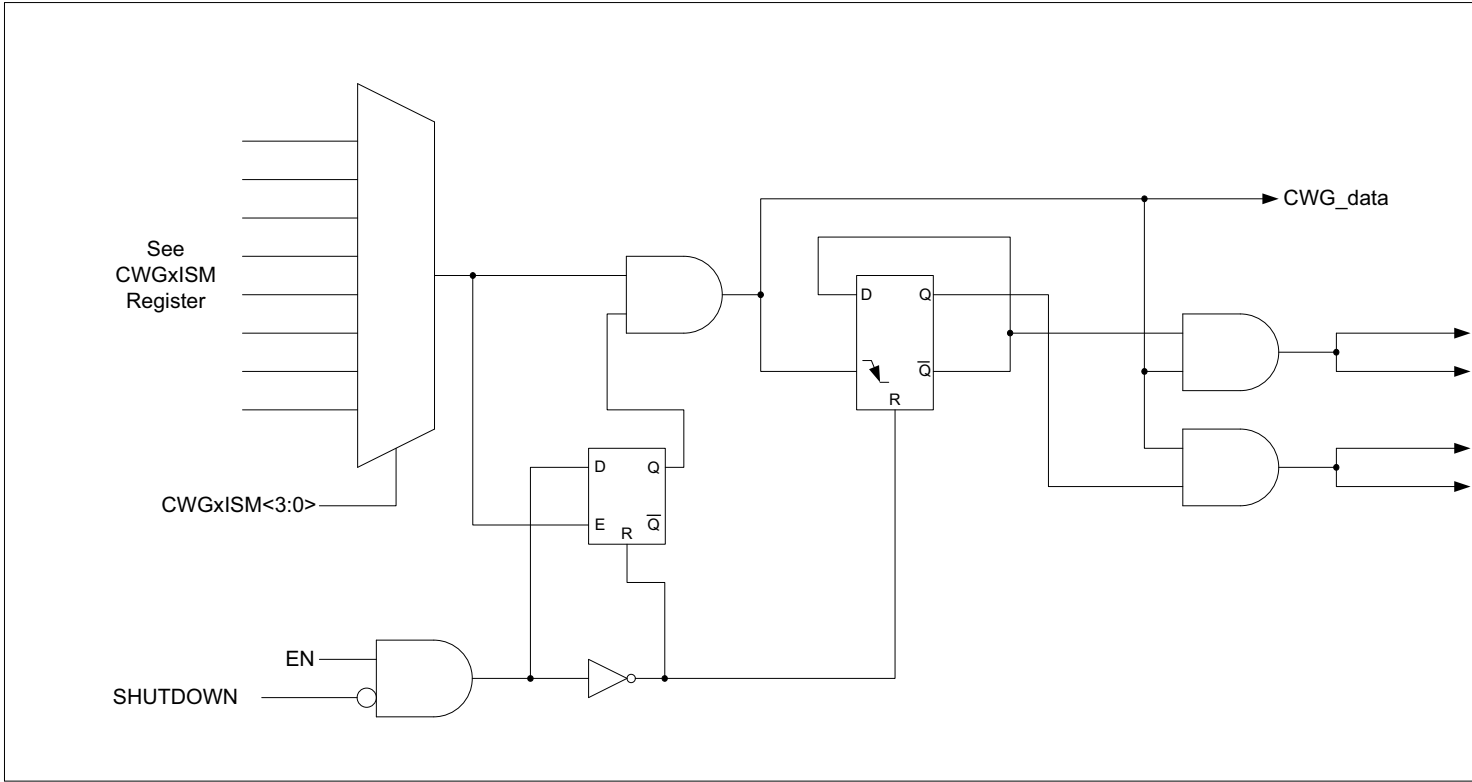 See
CWGxISM
Register
CWGxISM<3:0>
EN
SHUTDOWN
D
Q
E
Q̅
R
D
Q
Q̅
R
CWG_data